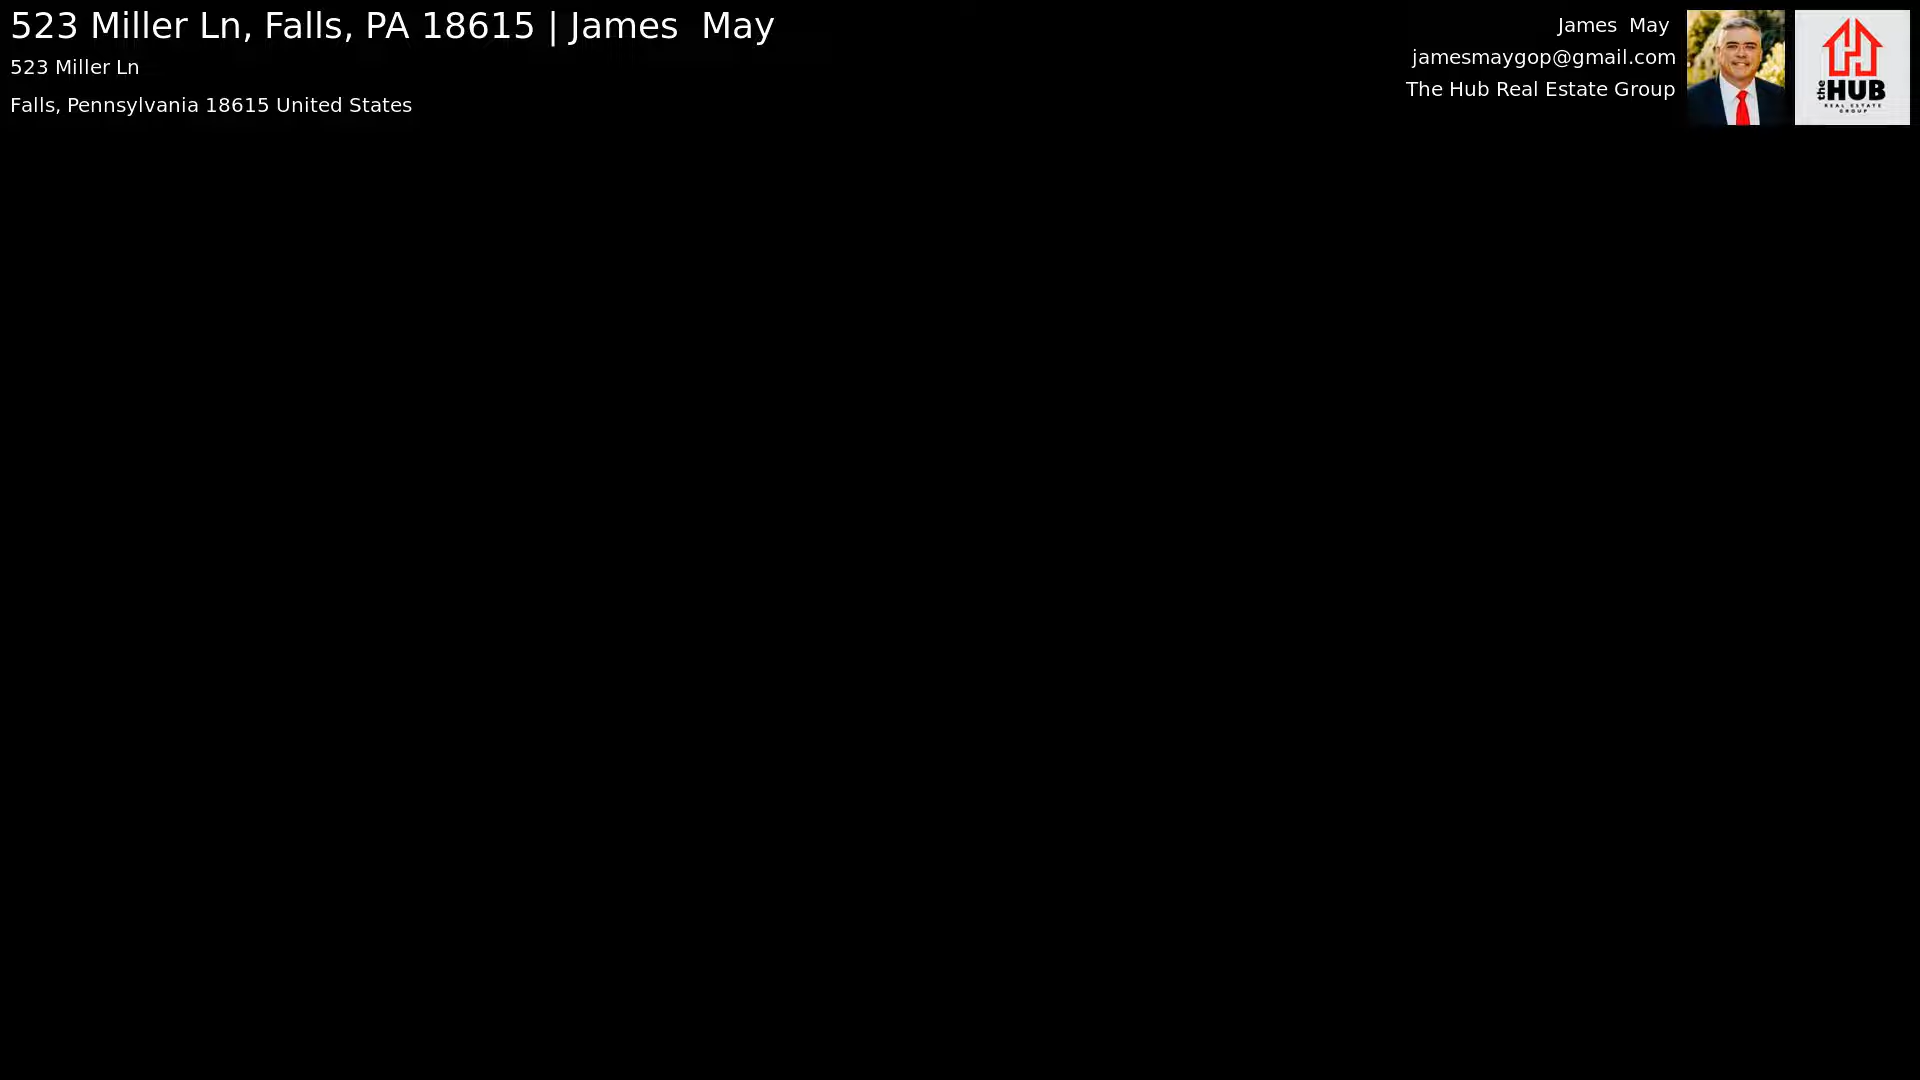 523 Miller Ln, Falls, PA 18615 | James  May
523 Miller Ln
Falls, Pennsylvania 18615 United States
James  May
jamesmaygop@gmail.com
The Hub Real Estate Group
the HUB
REAL ESTATE
GROUP